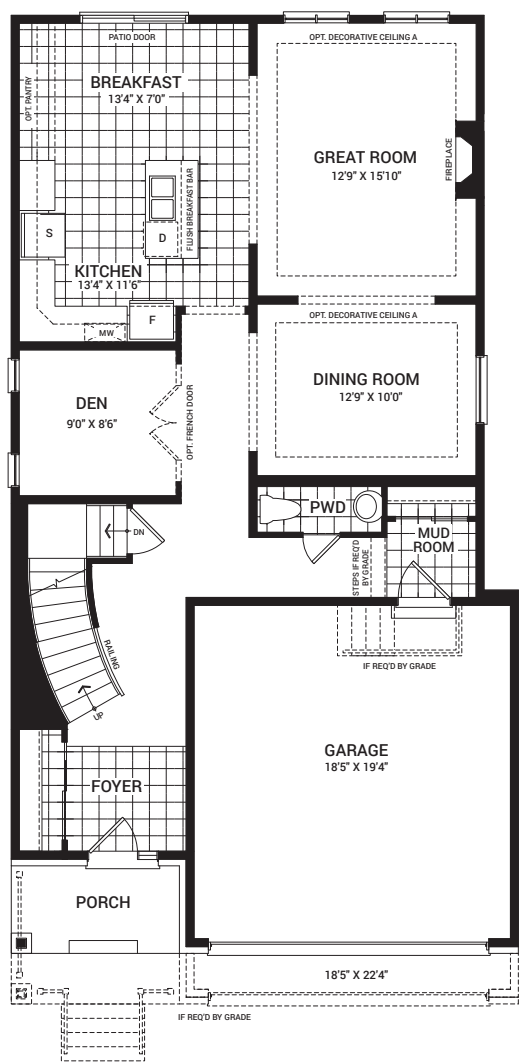 PATIO DOOR
OPT. DECORATIVE CEILING A
BREAKFAST
13'4" X 7'0"
OPT. PANTRY
GREAT ROOM
12'9" X 15'10"
FIREPLACE
FLUSH BREAKFAST BAR
S
D
KITCHEN
13'4" X 11'6"
F
MW
OPT. DECORATIVE CEILING A
DINING ROOM
12'9" X 10'0"
DEN
9'0" X 8'6"
OPT. FRENCH DOOR
PWD
DN
MUD
ROOM
STEPS IF REQ'D
BY GRADE
RAILING
UP
IF REQ'D BY GRADE
GARAGE
18'5" X 19'4"
FOYER
PORCH
18'5" X 22'4"
IF REQ'D BY GRADE